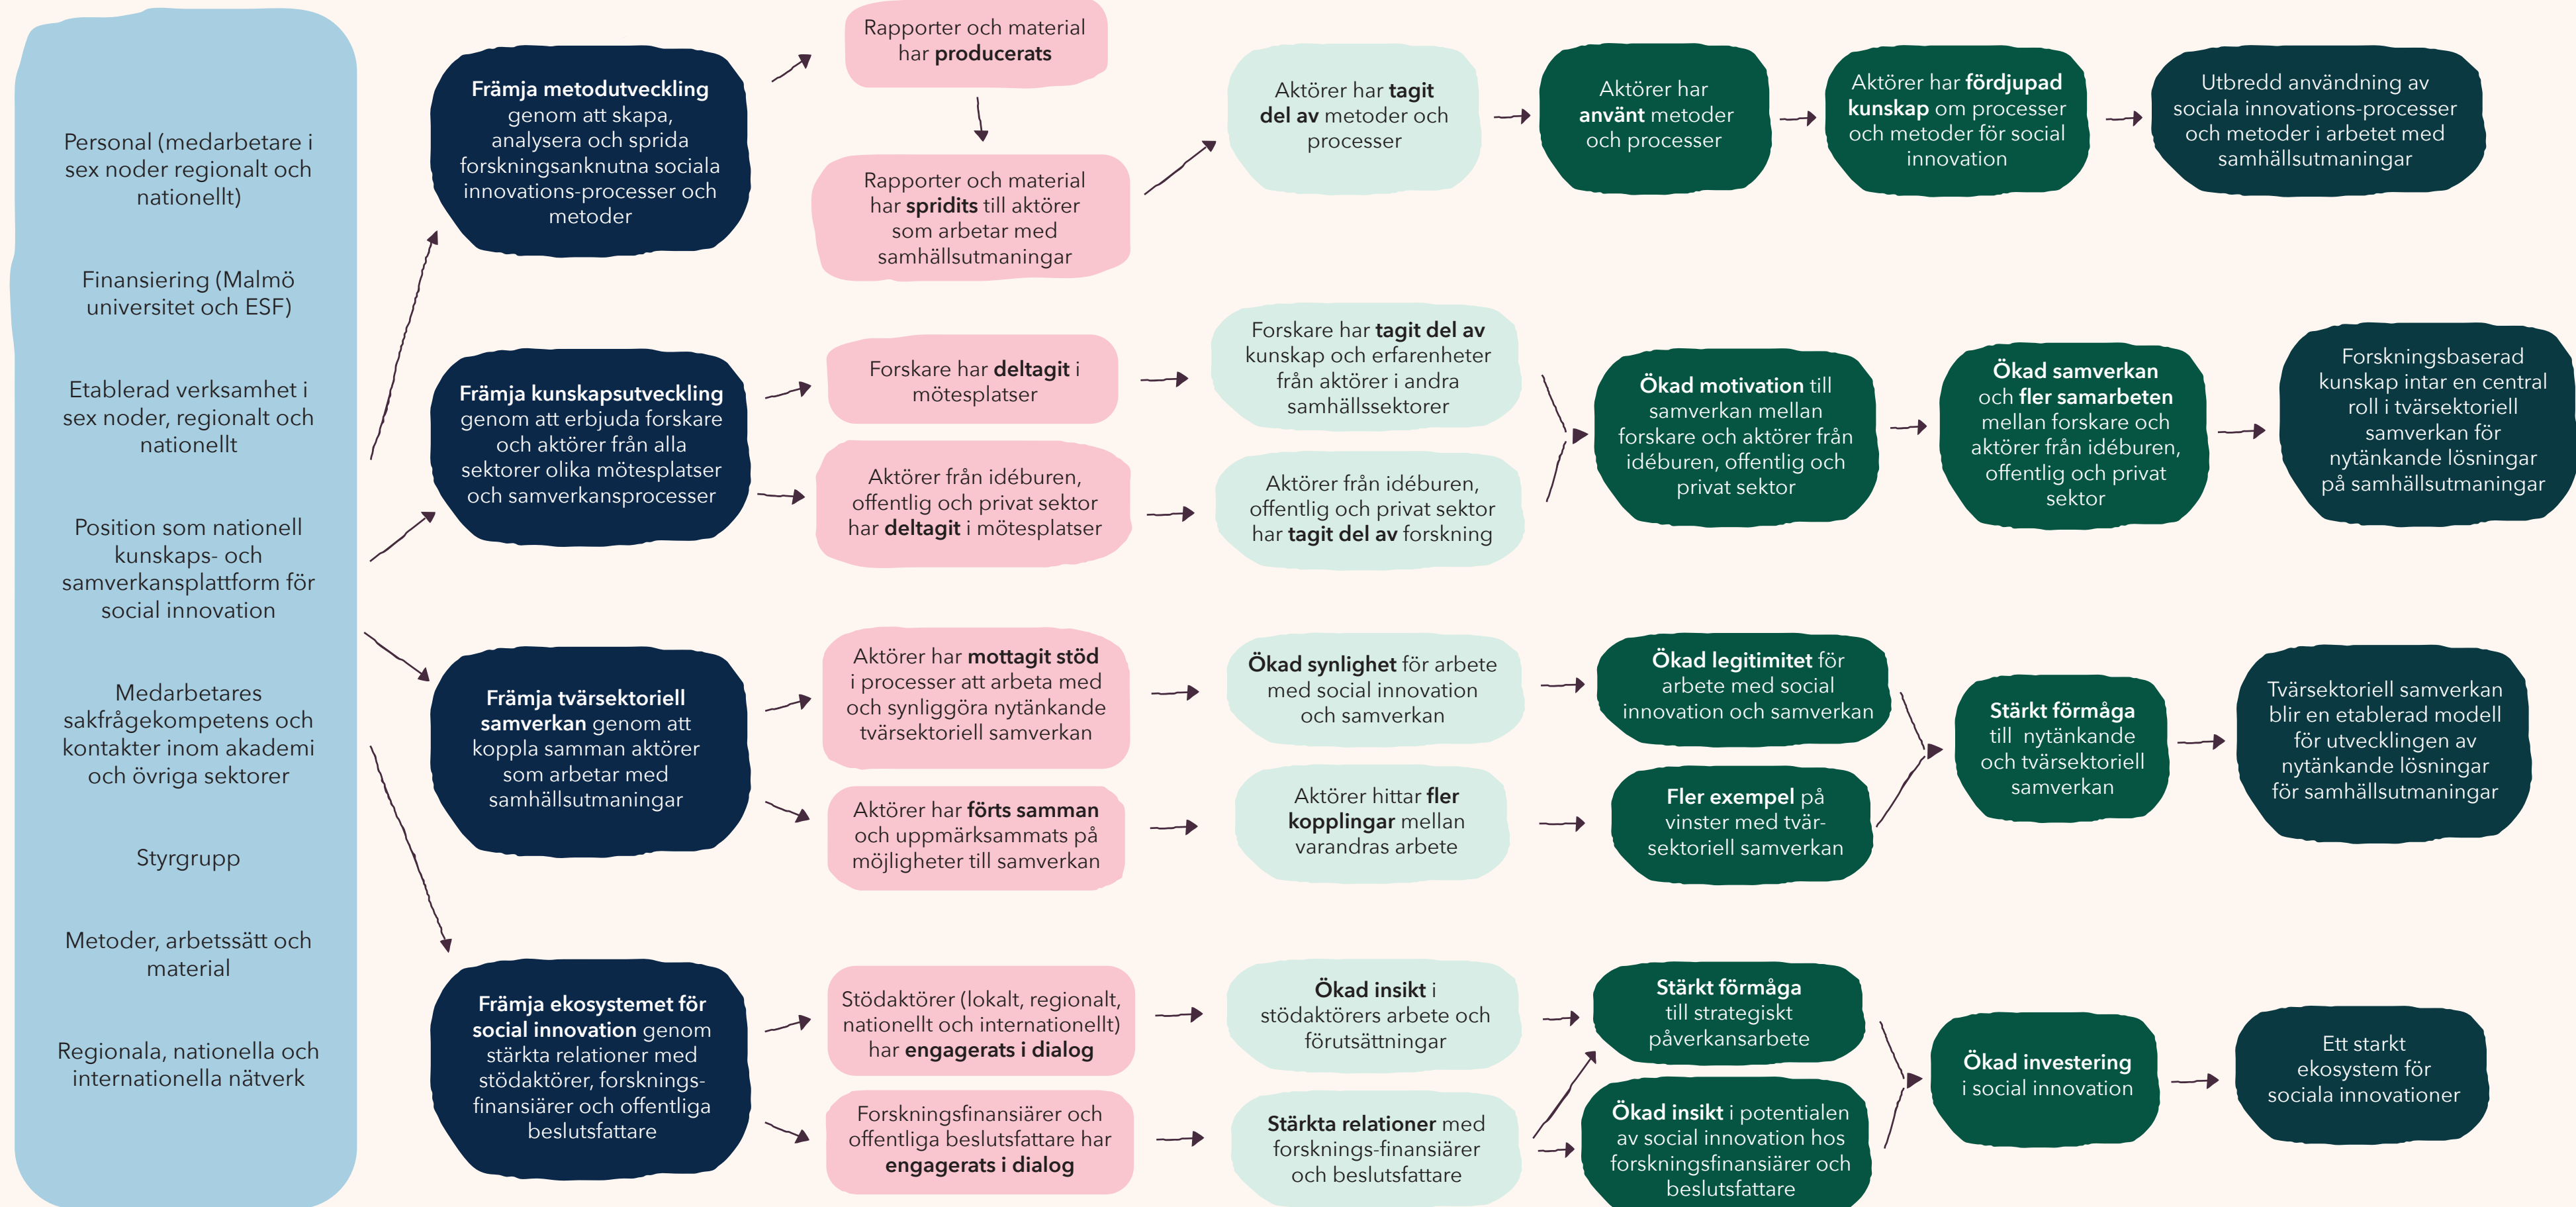 Personal (medarbetare i
sex noder regionalt och
nationellt)
Finansiering (Malmö
universitet och ESF)
Etablerad verksamhet i
sex noder, regionalt och
nationellt
Position som nationell
kunskaps- och
samverkansplattform för
social innovation
Medarbetares
sakfrågekompetens och
kontakter inom akademi
och övriga sektorer
Styrgrupp
Metoder, arbetssätt och
material
Regionala, nationella och
internationella nätverk
Främja metodutveckling
genom att skapa,
analysera och sprida
forskningsanknutna sociala
innovations-processer och
metoder
Rapporter och material
har producerats
Rapporter och material
har spridits till aktörer
som arbetar med
samhällsutmaningar
Aktörer har tagit
del av metoder och
processer
Aktörer har
använt metoder
och processer
Aktörer har fördjupad
kunskap om processer
och metoder för social
innovation
Utbredd användning av
sociala innovations-processer
och metoder i arbetet med
samhällsutmaningar
Främja kunskapsutveckling
genom att erbjuda forskare
och aktörer från alla
sektorer olika mötesplatser
och samverkansprocesser
Forskare har deltagit i
mötesplatser
Aktörer från idéburen,
offentlig och privat sektor
har deltagit i mötesplatser
Forskare har tagit del av
kunskap och erfarenheter
från aktörer i andra
samhällssektorer
Aktörer från idéburen,
offentlig och privat sektor
har tagit del av forskning
Ökad motivation till
samverkan mellan
forskare och aktörer från
idéburen, offentlig och
privat sektor
Ökad samverkan
och fler samarbeten
mellan forskare och
aktörer från idéburen,
offentlig och privat
sektor
Forskningsbaserad
kunskap intar en central
roll i tvärsektoriell
samverkan för
nytänkande lösningar
på samhällsutmaningar
Främja tvärsektoriell
samverkan genom att
koppla samman aktörer
som arbetar med
samhällsutmaningar
Aktörer har mottagit stöd
i processer att arbeta med
och synliggöra nytänkande
tvärsektoriell samverkan
Aktörer har förts samman
och uppmärksammats på
möjligheter till samverkan
Ökad synlighet för arbete
med social innovation
och samverkan
Aktörer hittar fler
kopplingar mellan
varandras arbete
Ökad legitimitet för
arbete med social
innovation och samverkan
Fler exempel på
vinster med tvär-
sektoriell samverkan
Stärkt förmåga
till nytänkande
och tvärsektoriell
samverkan
Tvärsektoriell samverkan
blir en etablerad modell
för utvecklingen av
nytänkande lösningar
för samhällsutmaningar
Främja ekosystemet för
social innovation genom
stärkta relationer med
stödaktörer, forsknings-
finansiärer och offentliga
beslutsfattare
Stödaktörer (lokalt, regionalt,
nationellt och internationellt)
har engagerats i dialog
Forskningsfinansiärer och
offentliga beslutsfattare har
engagerats i dialog
Ökad insikt i
stödaktörers arbete och
förutsättningar
Stärkta relationer med
forsknings-finansiärer
och beslutsfattare
Stärkt förmåga
till strategiskt
påverkansarbete
Ökad insikt i potentialen
av social innovation hos
forskningsfinansiärer och
beslutsfattare
Ökad investering
i social innovation
Ett starkt
ekosystem för
sociala innovationer